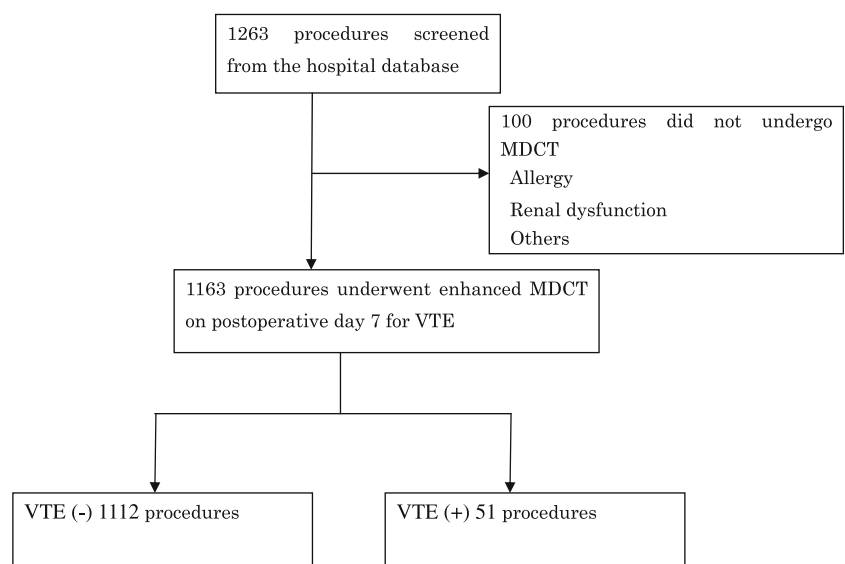 1263 procedures screened
from the hospital database
100 procedures did not undergo
MDCT
Allergy
Renal dysfunction
Others
1163 procedures underwent enhanced MDCT
on postoperative day 7 for VTE
VTE (-) 1112 procedures
VTE (+) 51 procedures